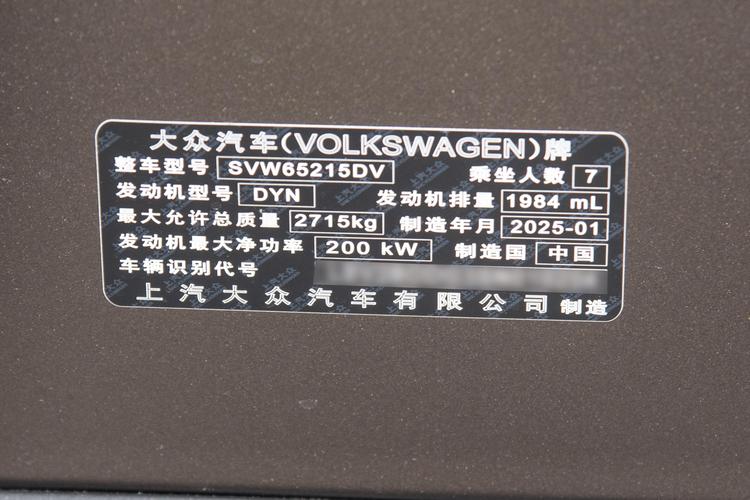 大众汽车(VOLKSWAGEN)牌
整车型号 SVW65215DV 乘坐人数 7
发动机型号 DYN 发动机排量 1984 mL
最大允许总质量 2715kg 制造年月 2025-01
发动机最大净功率 200 kW 制造国 中国
车辆识别代号
上汽大众汽车有限公司 制造